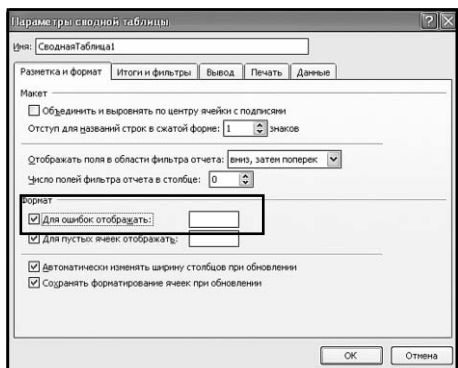 Параметры сводной таблицы
Имя: СводнаяТаблица1
Разметка и формат Итоги и фильтры Вывод Печать Данные
Макет
Объединить и выровнять по центру ячейки с подписями
Отступ для названий строк в сжатой форме: 1 знаков
Отображать поля в области фильтра отчета: вниз, затем поперек
Число полей фильтра отчета в столбце: 0
Формат
Для ошибок отображать:
Для пустых ячеек отображать:
Автоматически изменять ширину столбцов при обновлении
Сохранять форматирование ячеек при обновлении
ОК Отмена